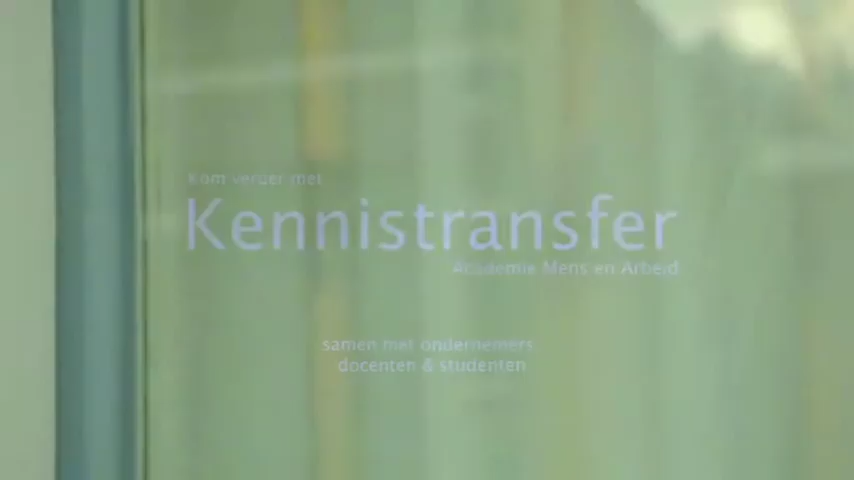 Kom verder met
Kennistransfer
Academie Mens en Arbeid
samen met ondernemers
docenten & studenten